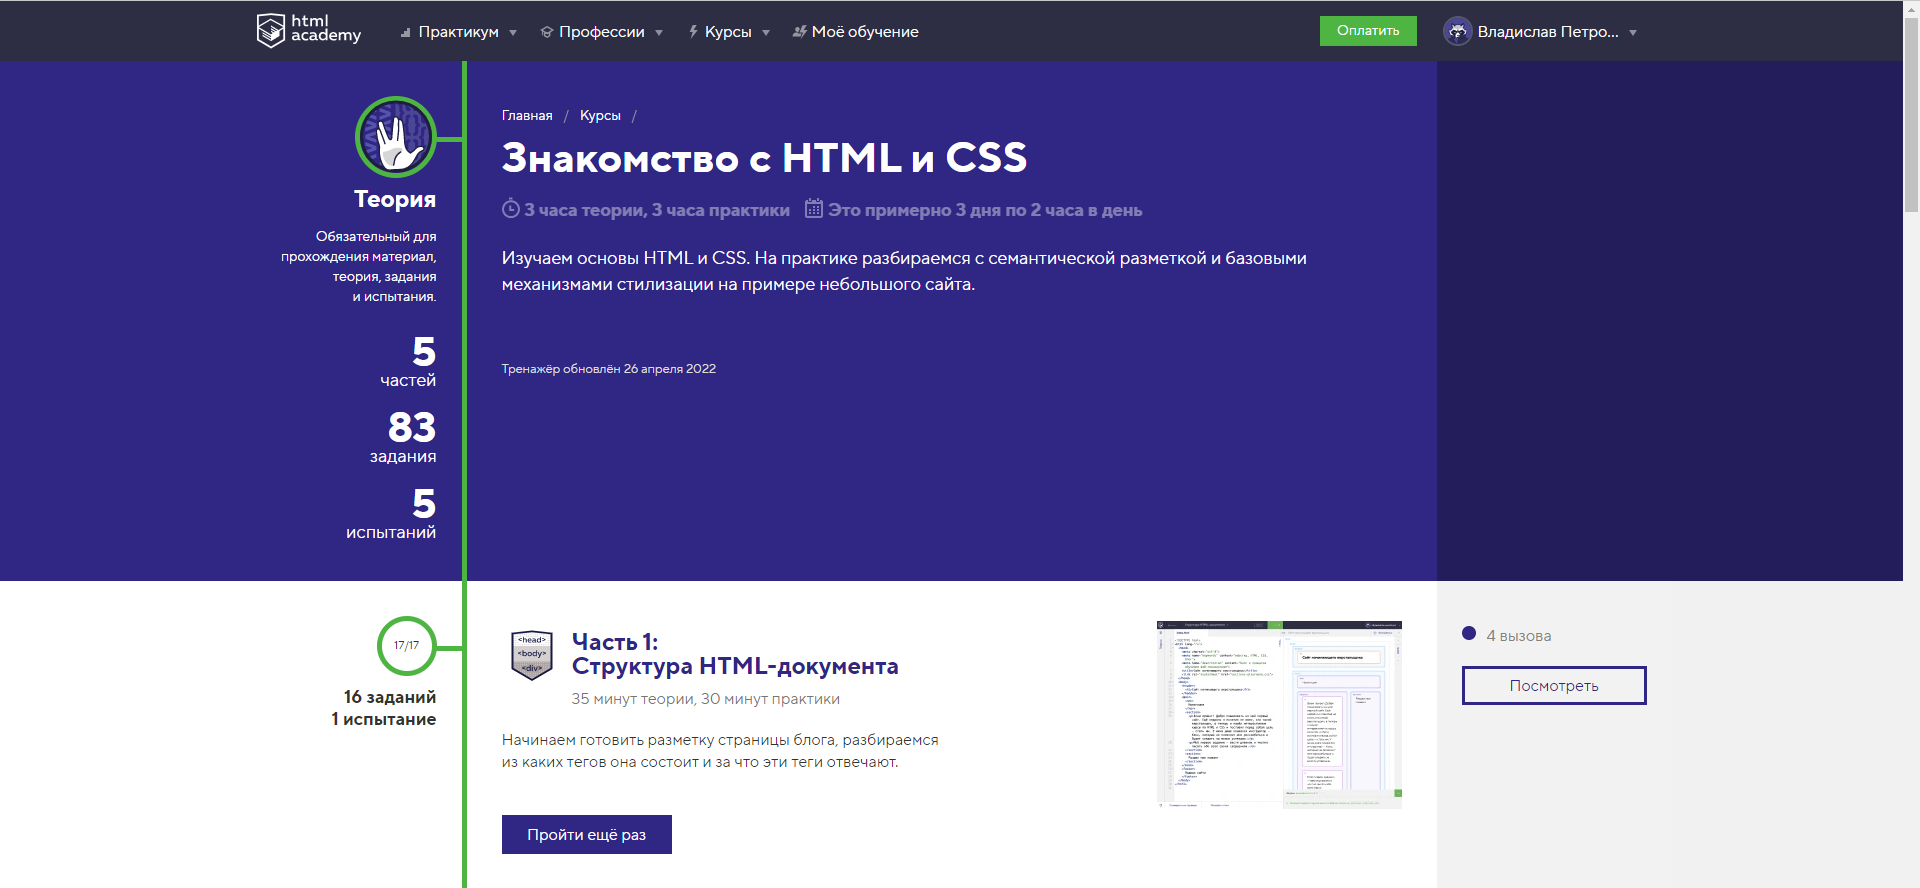 html
academy
Практикум
Профессии
Курсы
Моё обучение
Оплатить
Владислав Петро...
Теория
Обязательный для
прохождения материал,
теория, задания
и испытания.
5
частей
83
задания
5
испытаний
Главная / Курсы /
Знакомство с HTML и CSS
3 часа теории, 3 часа практики Это примерно 3 дня по 2 часа в день
Изучаем основы HTML и CSS. На практике разбираемся с семантической разметкой и базовыми
механизмами стилизации на примере небольшого сайта.
Тренажёр обновлён 26 апреля 2022
17/17
16 заданий
1 испытание
<head>
<body>
<div>
Часть 1:
Структура HTML-документа
35 минут теории, 30 минут практики
Начинаем готовить разметку страницы блога, разбираемся
из каких тегов она состоит и за что эти теги отвечают.
Пройти ещё раз
4 вызова
Посмотреть